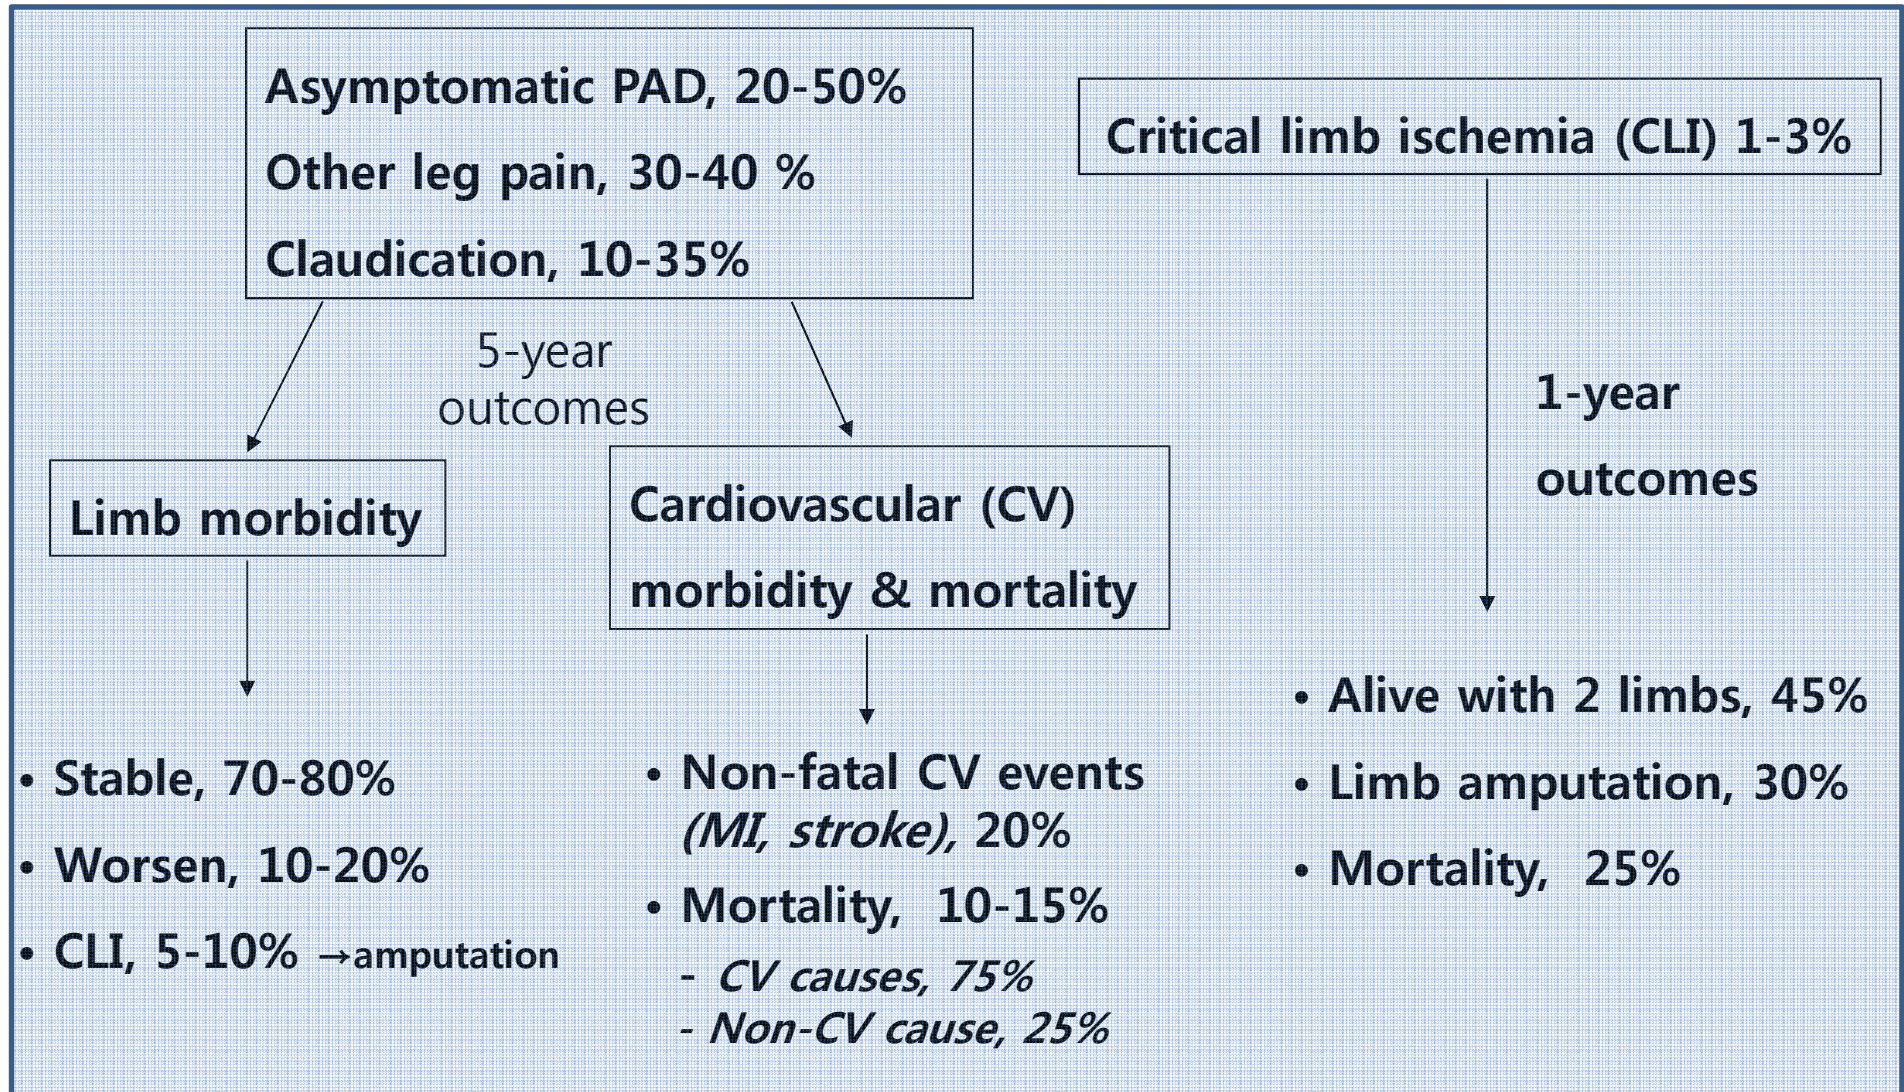 Asymptomatic PAD, 20-50%
Other leg pain, 30-40 %
Claudication, 10-35%
Critical limb ischemia (CLI) 1-3%
5-year
outcomes
1-year
outcomes
Limb morbidity
Cardiovascular (CV)
morbidity & mortality
• Stable, 70-80%
• Worsen, 10-20%
• CLI, 5-10% →amputation
• Non-fatal CV events
(MI, stroke), 20%
• Mortality, 10-15%
- CV causes, 75%
- Non-CV cause, 25%
• Alive with 2 limbs, 45%
• Limb amputation, 30%
• Mortality, 25%